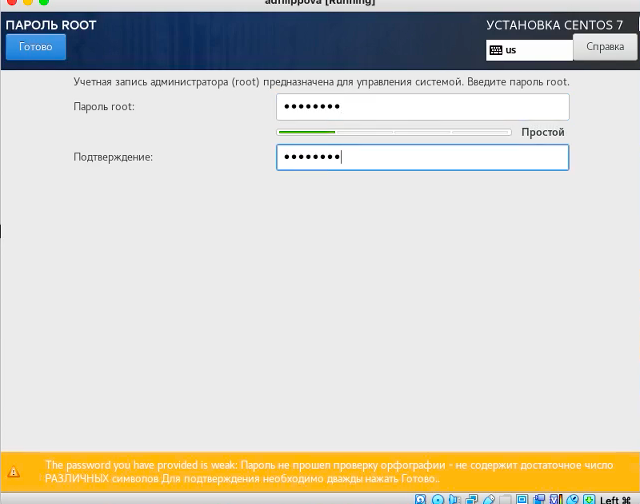 adfilippova [Running]
ПАРОЛЬ ROOT
УСТАНОВКА CENTOS 7
Готово
us
Справка
Учетная запись администратора (root) предназначена для управления системой. Введите пароль root.
Пароль root:
••••••••
Простой
Подтверждение:
••••••••
The password you have provided is weak: Пароль не прошел проверку орфографии - не содержит достаточное число
РАЗЛИЧНЫХ символов Для подтверждения необходимо дважды нажать Готово..
Left ⌘